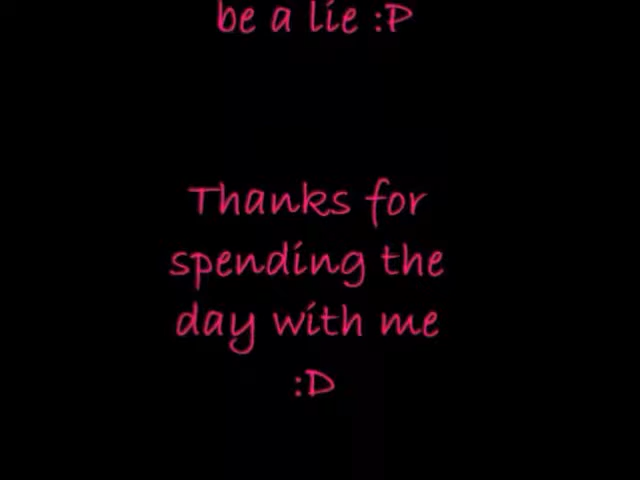 be a lie :P
Thanks for
spending the
day with me
:D